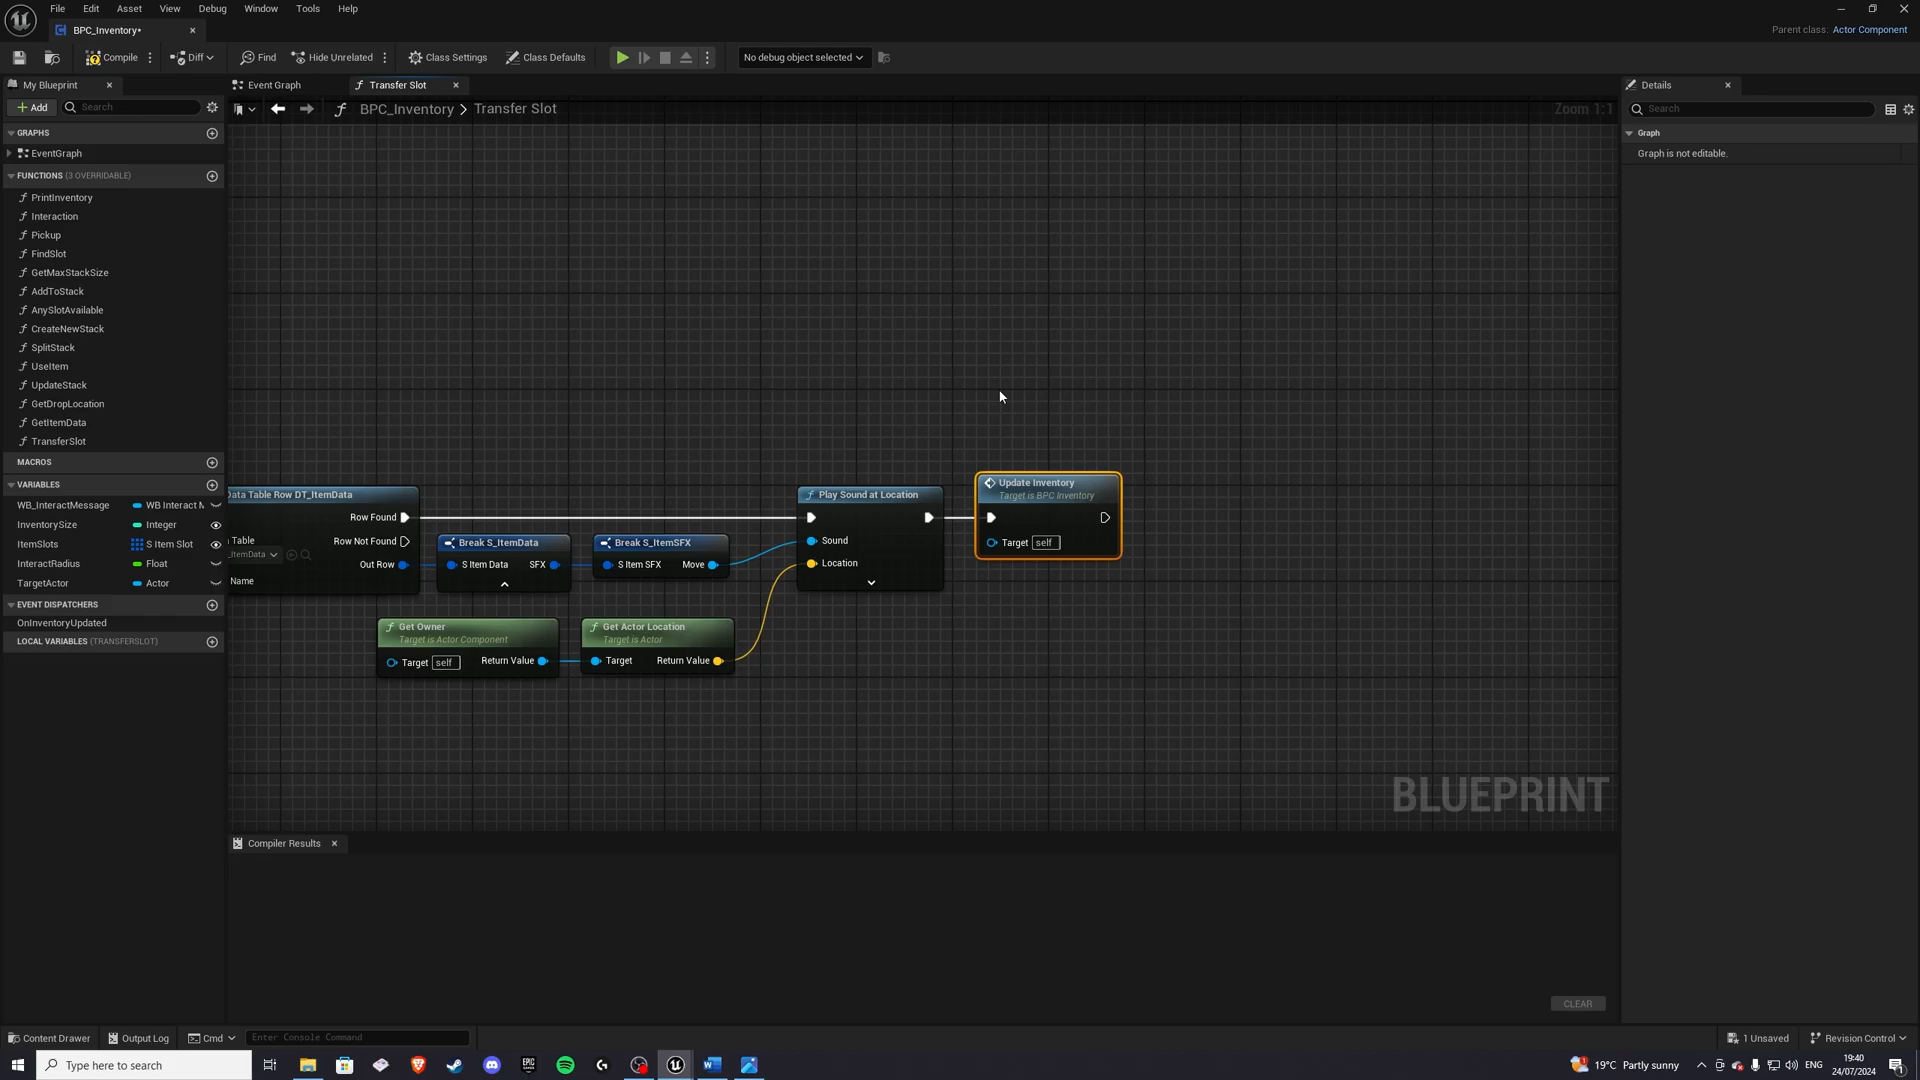 File Edit Asset View Debug Window Tools Help
BPC_Inventory•
Parent class: Actor Component
Compile Diff Find Hide Unrelated Class Settings Class Defaults No debug object selected
My Blueprint Event Graph Transfer Slot Details
Add Search BPC_Inventory > Transfer Slot Zoom 1:1 Search
GRAPHS
Graph
EventGraph
Graph is not editable.
FUNCTIONS (3 OVERRIDABLE)
PrintInventory
Interaction
Pickup
FindSlot
GetMaxStackSize
AddToStack
AnySlotAvailable
CreateNewStack
SplitStack
UseItem
UpdateStack
GetDropLocation
GetItemData
TransferSlot
MACROS
VARIABLES
WB_InteractMessage WB Interact M
InventorySize Integer
ItemSlots S Item Slot
InteractRadius Float
TargetActor Actor
EVENT DISPATCHERS
OnInventoryUpdated
LOCAL VARIABLES (TRANSFERSLOT)
Data Table Row DT_ItemData
Row Found
Row Not Found
Out Row
Table
ItemData
Name
Break S_ItemData
S Item Data SFX
Break S_ItemSFX
S Item SFX Move
Play Sound at Location
Sound
Location
Update Inventory
Target is BPC Inventory
Target self
Get Owner
Target is Actor Component
Target self Return Value
Get Actor Location
Target is Actor
Target Return Value
BLUEPRINT
Compiler Results
CLEAR
Content Drawer Output Log Cmd Enter Console Command 1 Unsaved Revision Control
Type here to search
19°C Partly sunny
ENG
19:40
24/07/2024